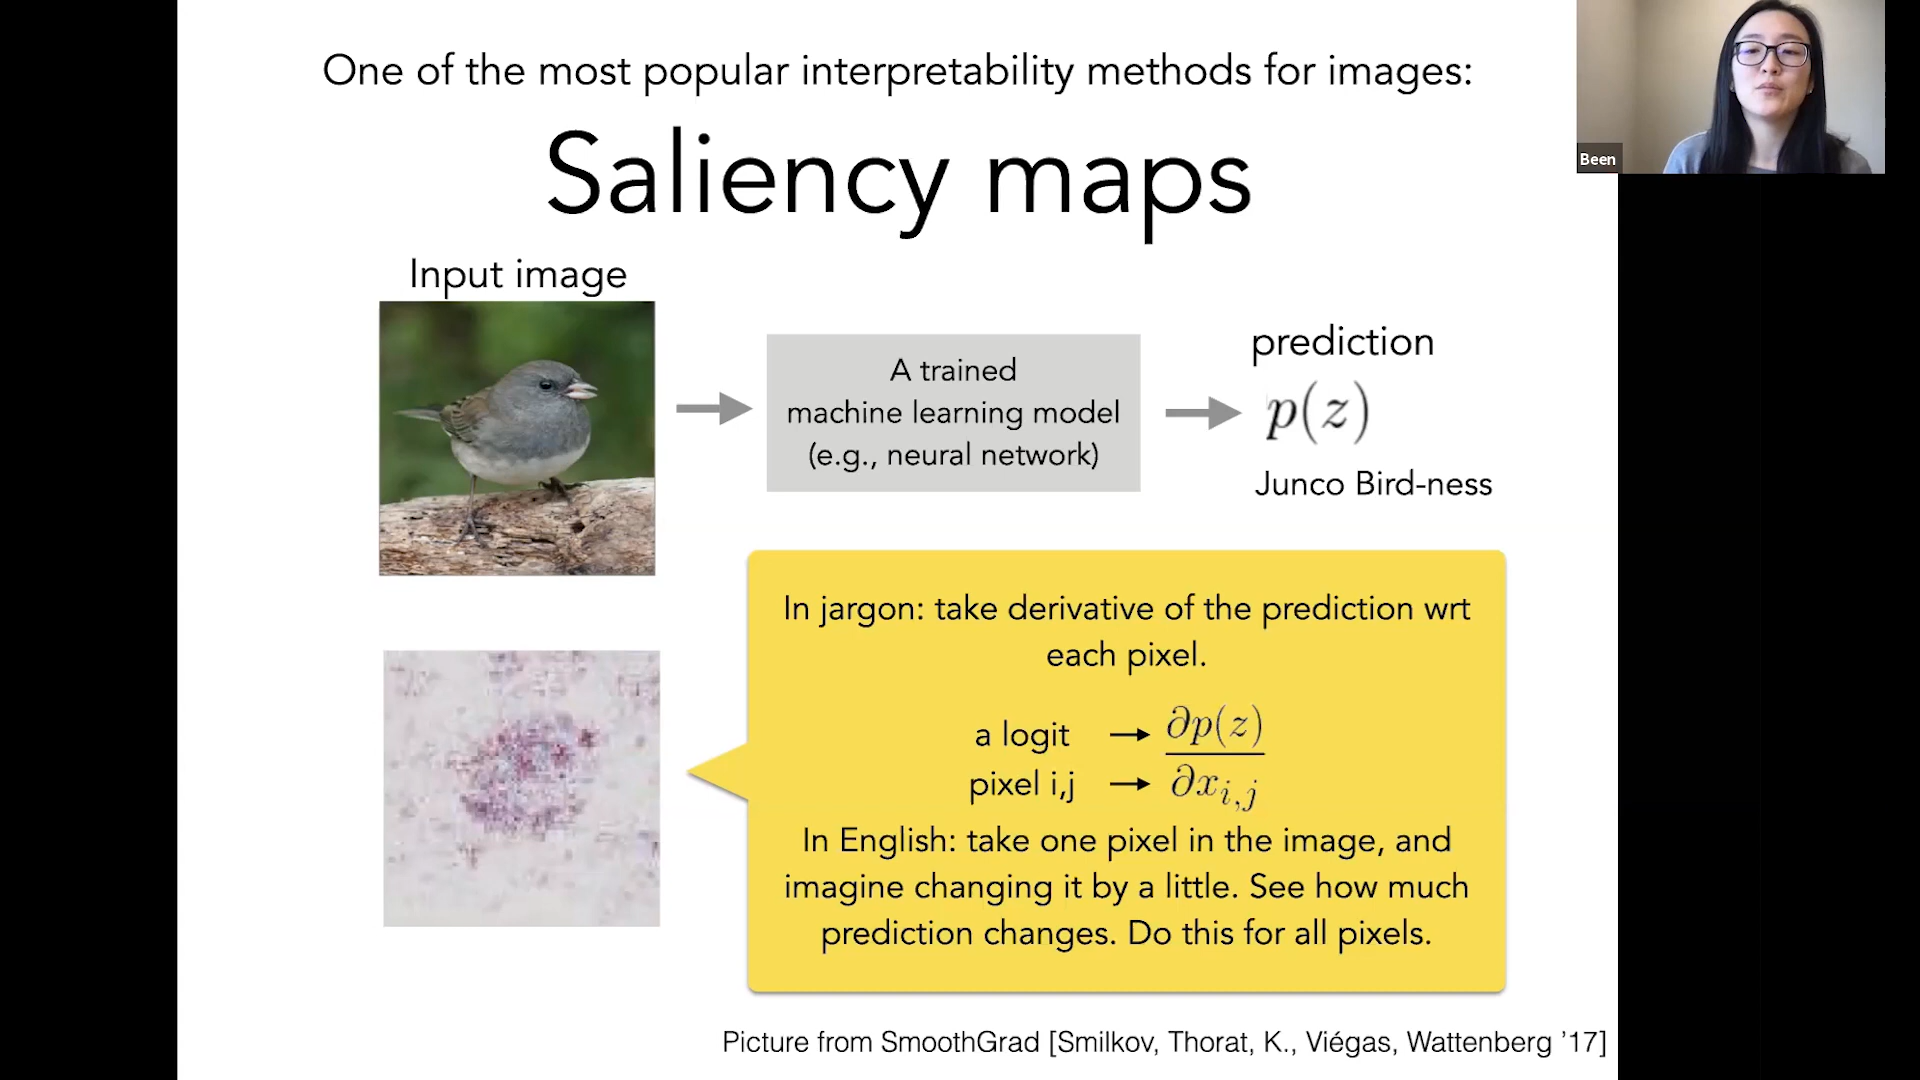 One of the most popular interpretability methods for images:
Saliency maps
Input image
A trained
machine learning model
(e.g., neural network)
prediction
p(z)
Junco Bird-ness
In jargon: take derivative of the prediction wrt
each pixel.
a logit → ∂p(z)
pixel i,j → ∂x_{i,j}
In English: take one pixel in the image, and
imagine changing it by a little. See how much
prediction changes. Do this for all pixels.
Picture from SmoothGrad [Smilkov, Thorat, K., Viégas, Wattenberg ’17]
Been